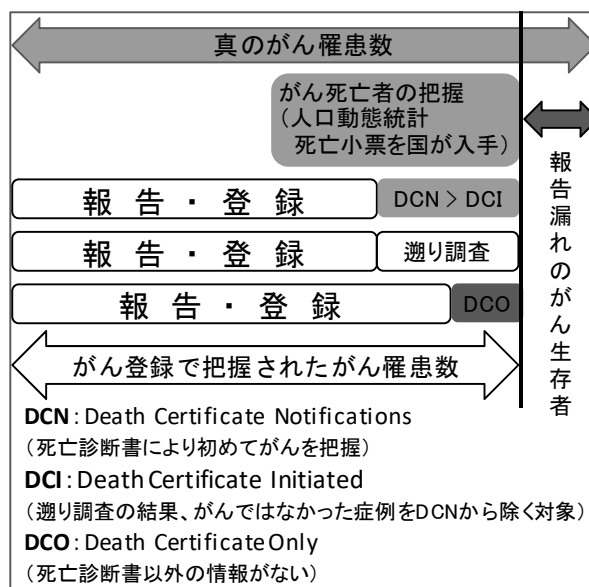 真のがん罹患数
がん死亡者の把握
（人口動態統計
死亡小票を国が入手）
報告漏れのがん生存者
報告・登録
DCN > DCI
報告・登録
遡り調査
報告・登録
DCO
がん登録で把握されたがん罹患数
DCN：Death Certificate Notifications
（死亡診断書により初めてがんを把握）
DCI：Death Certificate Initiated
（遡り調査の結果、がんではなかった症例をDCNから除く対象）
DCO：Death Certificate Only
（死亡診断書以外の情報がない）